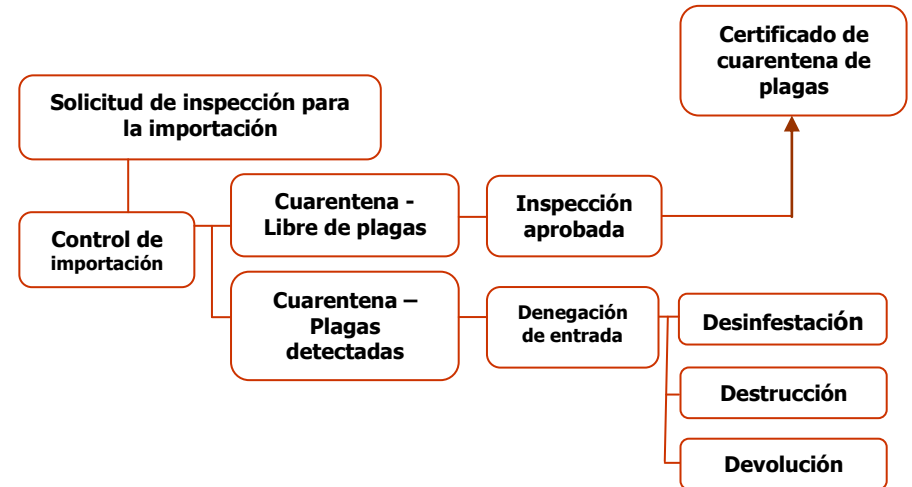 Certificado de
cuarentena de
plagas
Solicitud de inspección para
la importación
Cuarentena -
Libre de plagas
Inspección
aprobada
Control de
importación
Cuarentena –
Plagas
detectadas
Denegación
de entrada
Desinfestación
Destrucción
Devolución